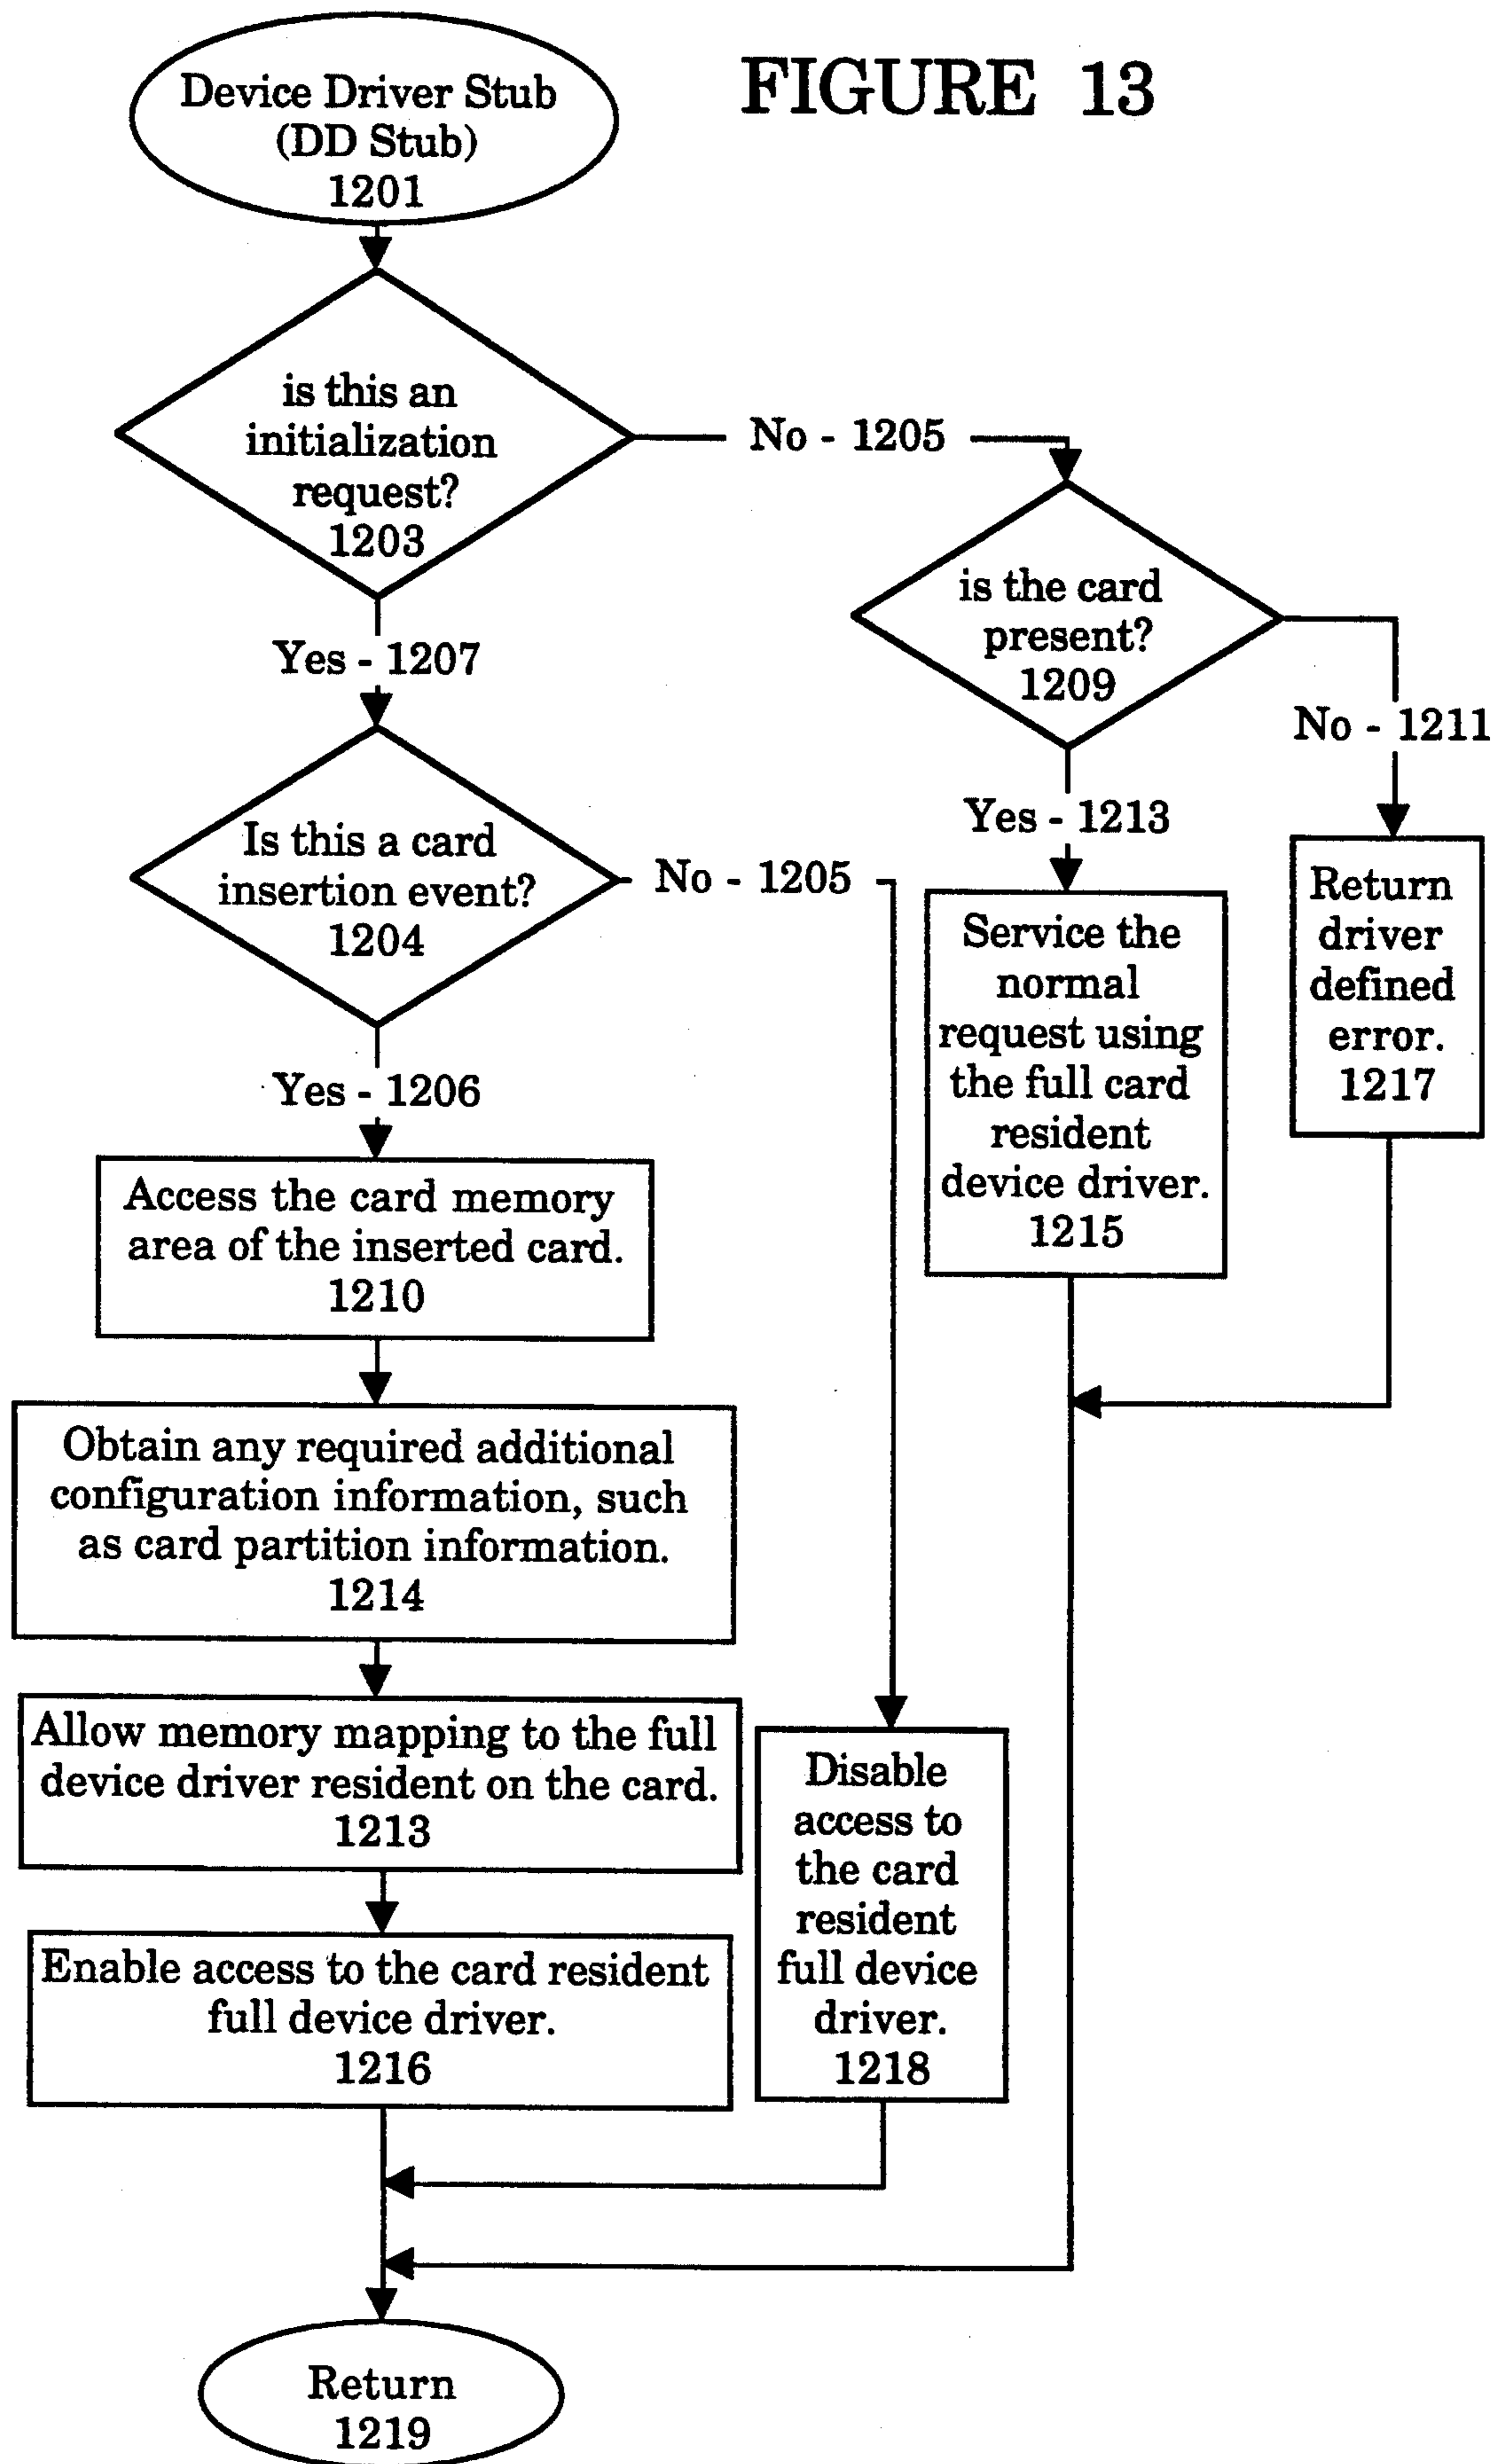 FIGURE 13
Device Driver Stub
(DD Stub)
1201
is this an
initialization
request?
1203
No - 1205
is the card
present?
1209
No - 1211
Return
driver
defined
error.
1217
Yes - 1213
Service the
normal
request using
the full card
resident
device driver.
1215
Yes - 1207
Is this a card
insertion event?
1204
No - 1205
Yes - 1206
Access the card memory
area of the inserted card.
1210
Obtain any required additional
configuration information, such
as card partition information.
1214
Allow memory mapping to the full
device driver resident on the card.
1213
Enable access to the card resident
full device driver.
1216
Disable
access to
the card
resident
full device
driver.
1218
Return
1219